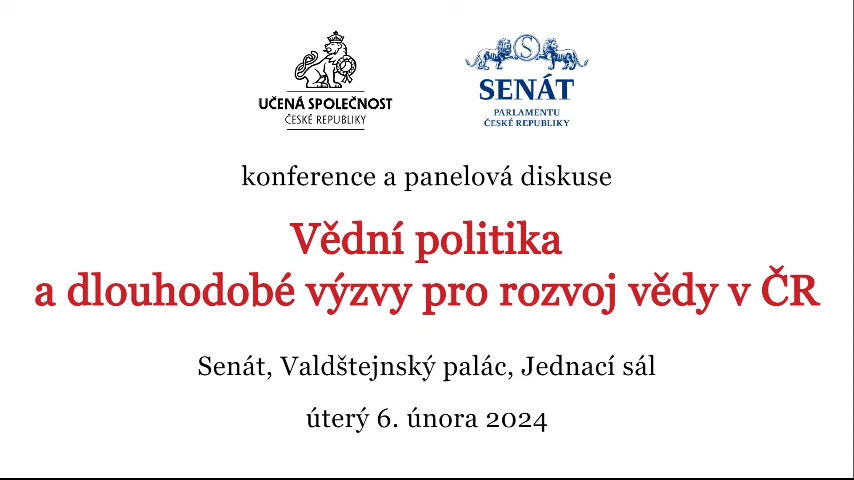 UČENÁ SPOLEČNOST
ČESKÉ REPUBLIKY
S
SENÁT
PARLAMENTU
ČESKÉ REPUBLIKY
konference a panelová diskuse
Vědní politika
a dlouhodobé výzvy pro rozvoj vědy v ČR
Senát, Valdštejnský palác, Jednací sál
úterý 6. února 2024